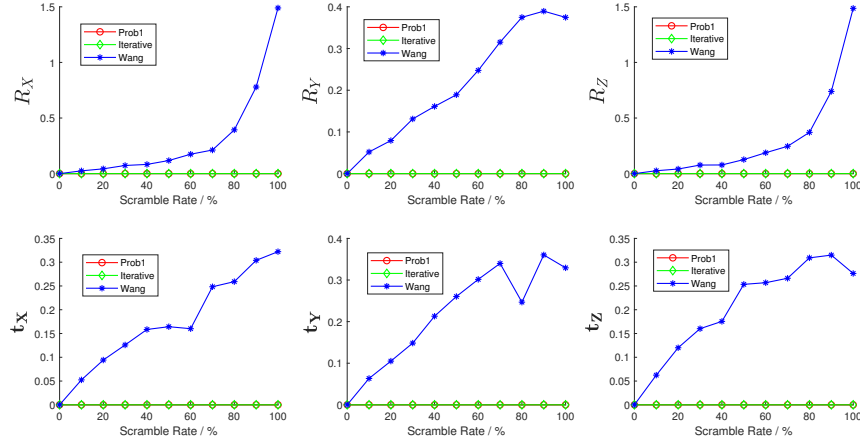 1.5
1
0.5
0
R_X
Prob1
Iterative
Wang
0 20 40 60 80 100
Scramble Rate / %
0.4
0.3
0.2
0.1
0
R_Y
Prob1
Iterative
Wang
0 20 40 60 80 100
Scramble Rate / %
1.5
1
0.5
0
R_Z
Prob1
Iterative
Wang
0 20 40 60 80 100
Scramble Rate / %
0.35
0.3
0.25
0.2
0.15
0.1
0.05
0
t_X
Prob1
Iterative
Wang
0 20 40 60 80 100
Scramble Rate / %
0.4
0.3
0.2
0.1
0
t_Y
Prob1
Iterative
Wang
0 20 40 60 80 100
Scramble Rate / %
0.35
0.3
0.25
0.2
0.15
0.1
0.05
0
t_Z
Prob1
Iterative
Wang
0 20 40 60 80 100
Scramble Rate / %